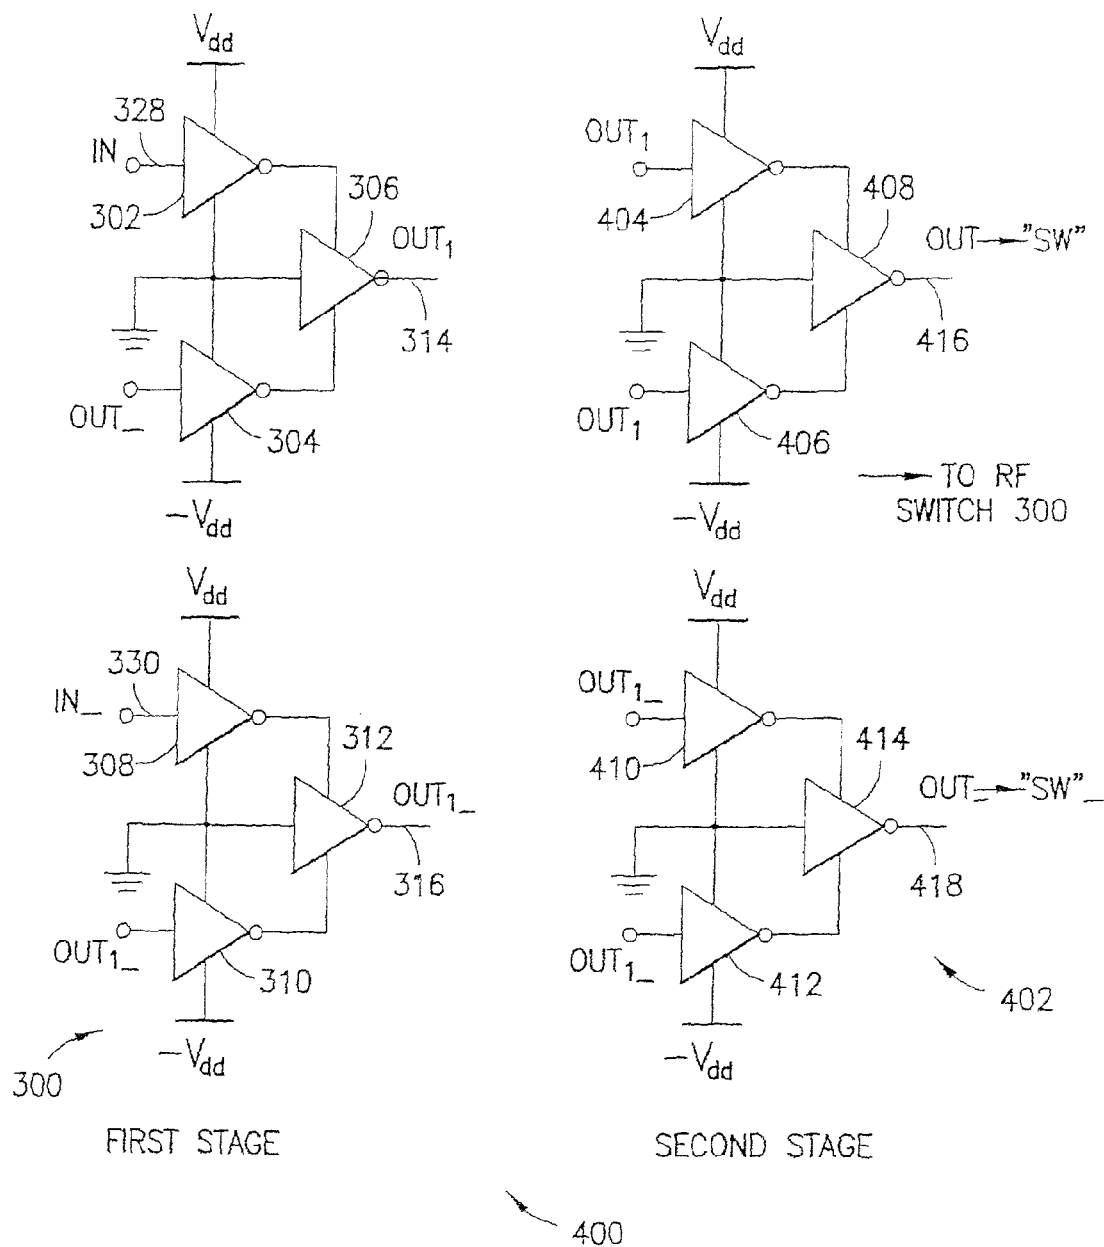 Vdd
328
IN
302
306
OUT1
314
OUT_
304
-Vdd
Vdd
OUT1
404
408
OUT→"SW"
416
OUT1
406
-Vdd
TO RF
SWITCH 300
Vdd
330
IN_
308
312
OUT1_
316
OUT1_
310
-Vdd
300
FIRST STAGE
Vdd
OUT1_
410
414
OUT_→"SW"_
418
OUT1_
412
-Vdd
402
SECOND STAGE
400